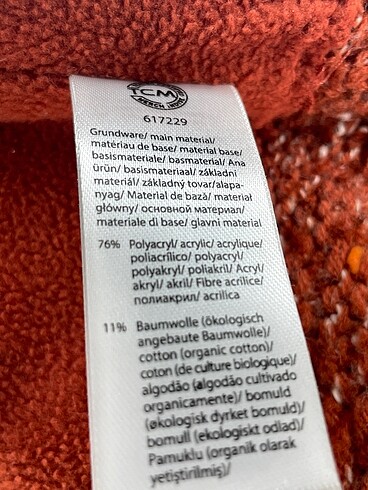 TCM
617229
Grundware/ main material/
matériau de base/ material base/
basismateriale/ basmaterial/ Ana
ürün/ basismateriaal/ základní
materiál/ základný tovar/alapa-
nyag/ Material de bază/ materiał
główny/ основной материал/
materiale di base/ glavni material
76% Polyacryl/ acrylic/ acrylique/
poliacrílico/ polyacryl/
polyakryl/ poliakril/ Acryl/
akryl/ akril/ Fibre acrilice/
полиакрил/ acrilica
11% Baumwolle (ökologisch
angebaute Baumwolle)/
cotton (organic cotton)/
coton (de culture biologique)/
algodão (algodão cultivado
organicamente)/ bomuld
(økologisk dyrket bomuld)/
bomull (ekologiskt odlad)/
Pamuklu (organik olarak
yetiştirilmiş)/